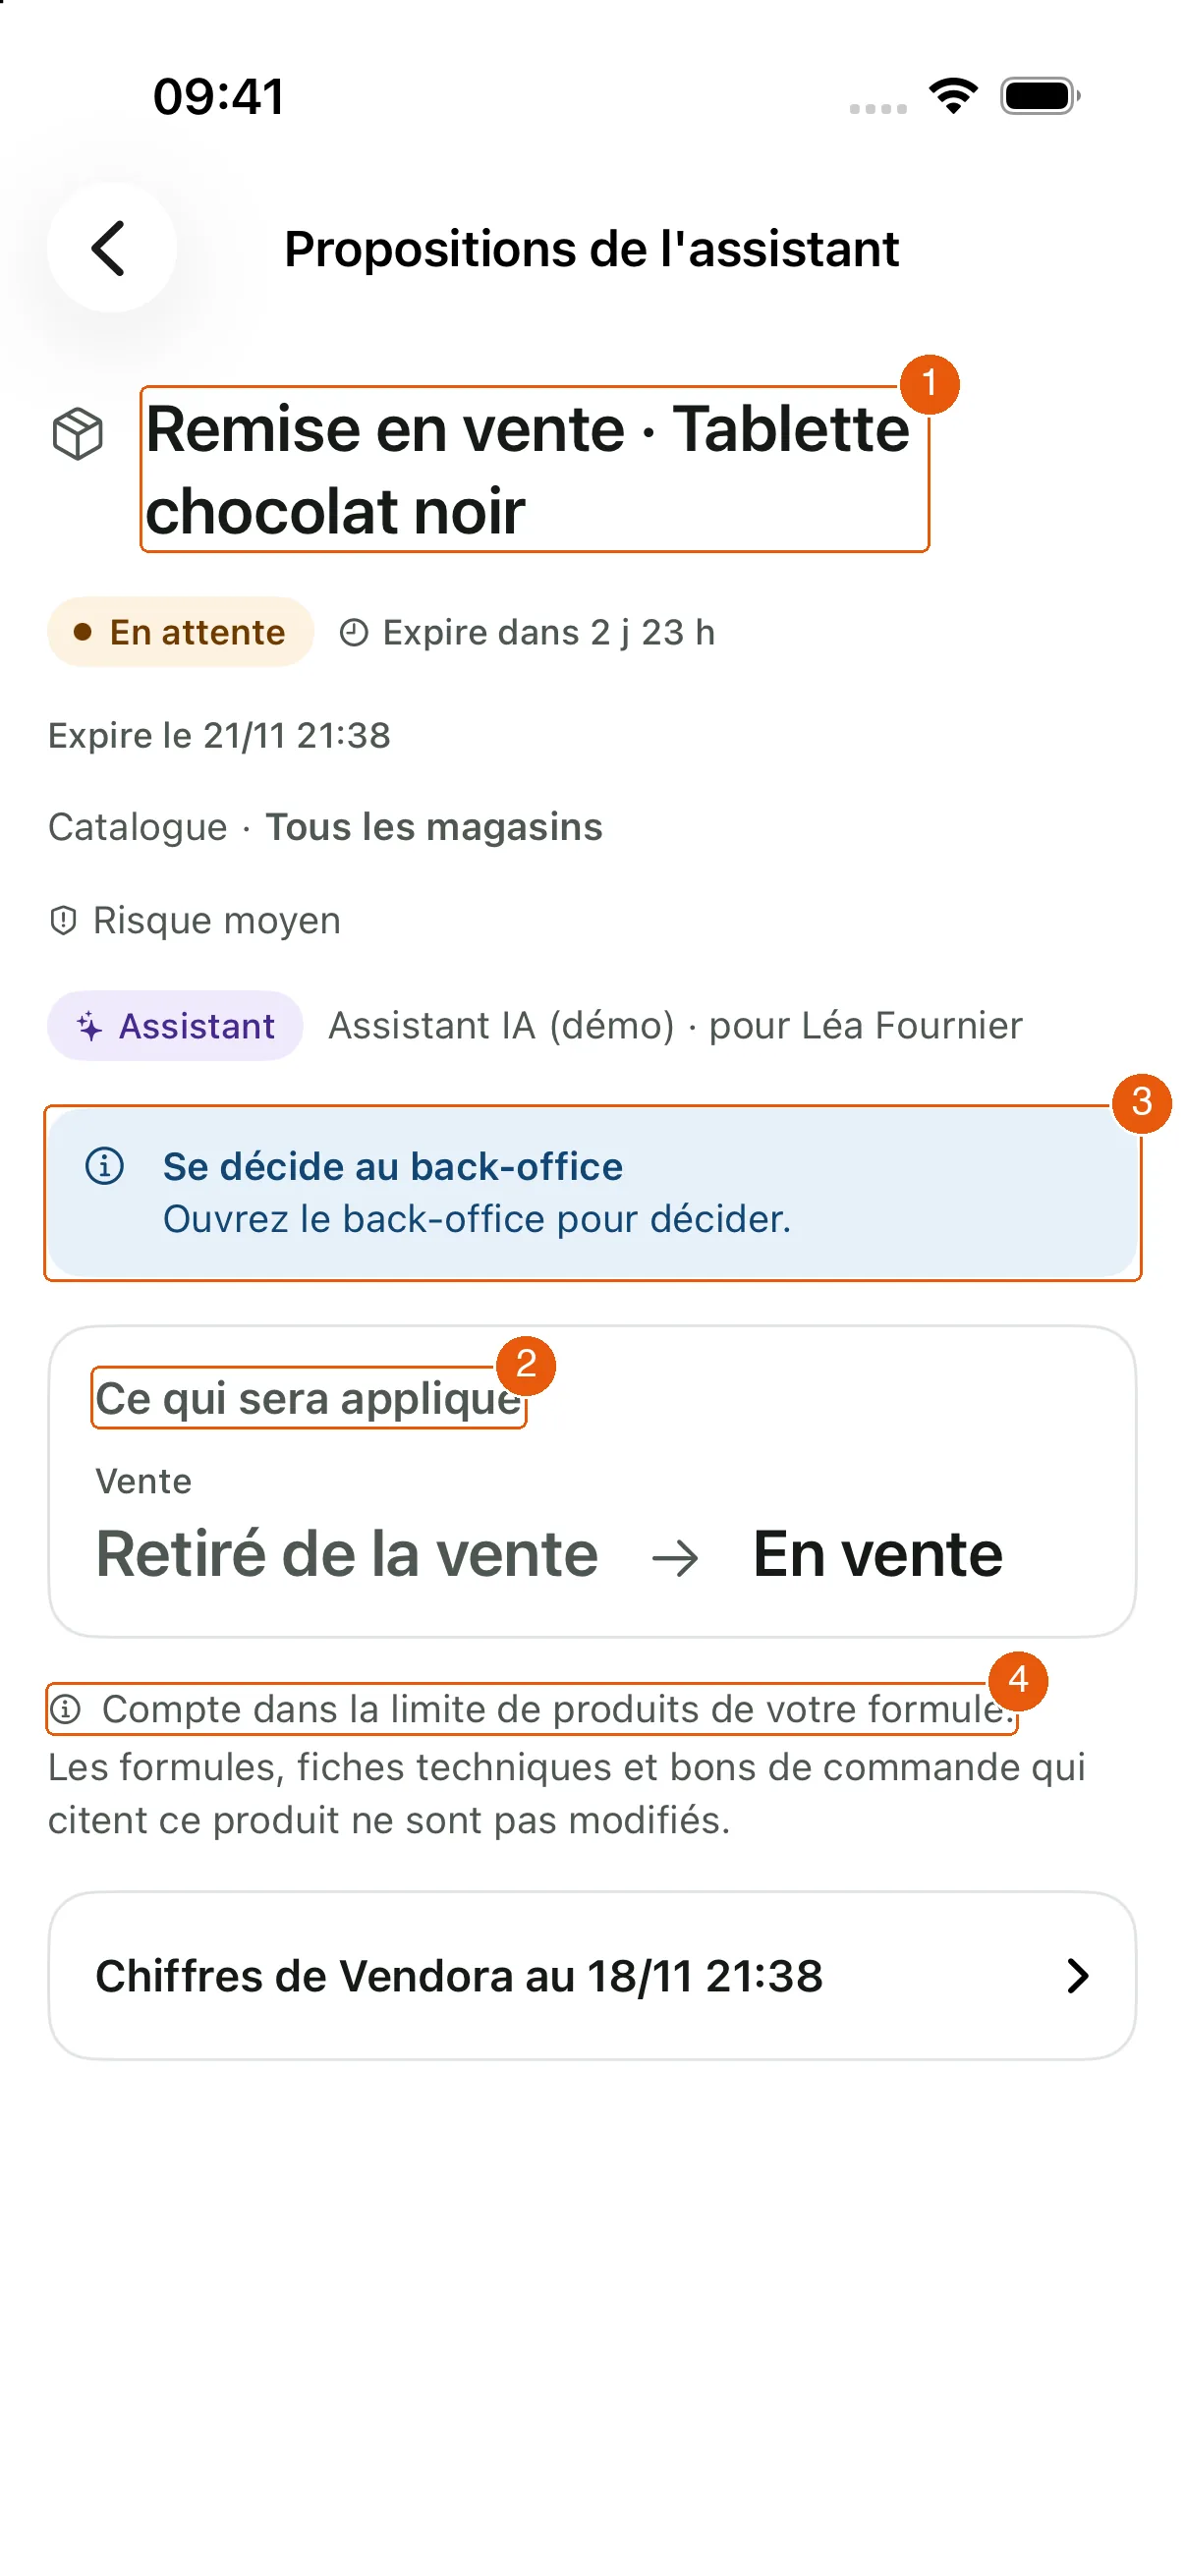 09:41
Propositions de l'assistant
1
Remise en vente · Tablette
chocolat noir
En attente
Expire dans 2 j 23 h
Expire le 21/11 21:38
Catalogue · Tous les magasins
Risque moyen
Assistant
Assistant IA (démo) · pour Léa Fournier
3
Se décide au back-office
Ouvrez le back-office pour décider.
2
Ce qui sera appliqué
Vente
Retiré de la vente → En vente
4
Compte dans la limite de produits de votre formule.
Les formules, fiches techniques et bons de commande qui
citent ce produit ne sont pas modifiés.
Chiffres de Vendora au 18/11 21:38